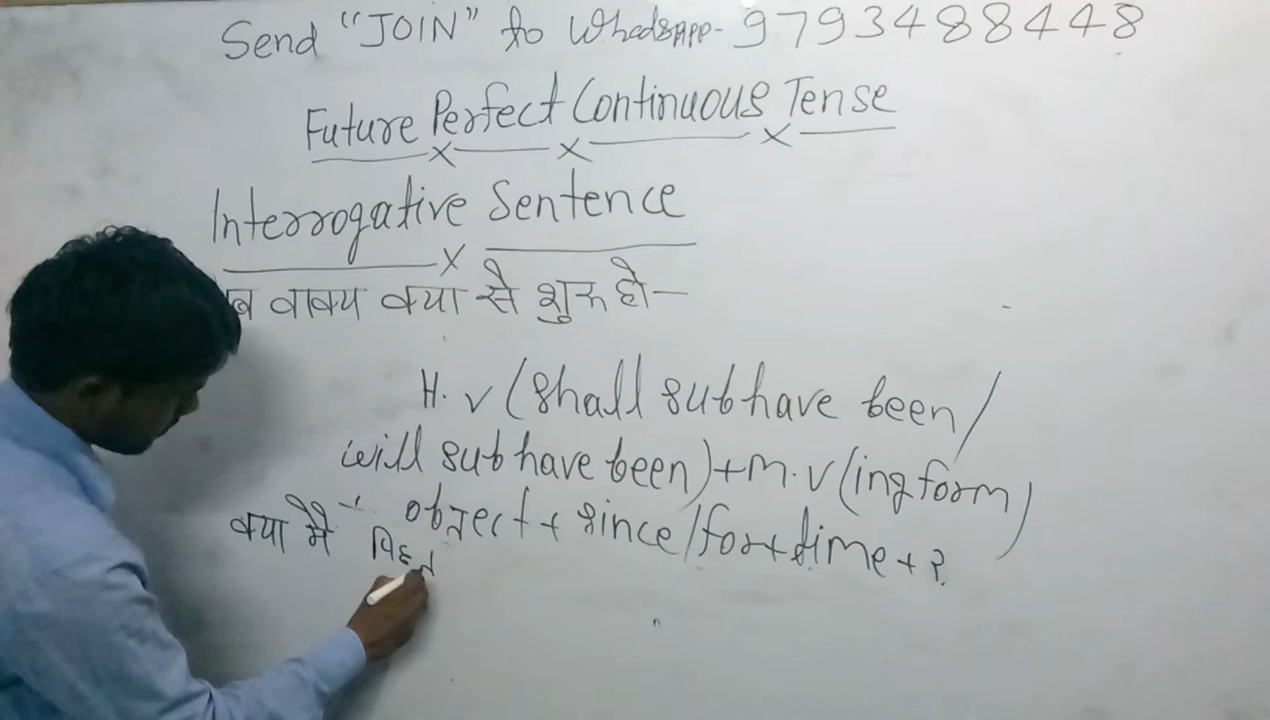 Send "JOIN" to WhatsApp- 9793488448
Future Perfect Continuous Tense
Interrogative Sentence
वाक्य क्या से शुरू हो–
H. v (shall sub have been /
will sub have been) + m. v (ing form)
object + since / for + time + ?
क्या मैं